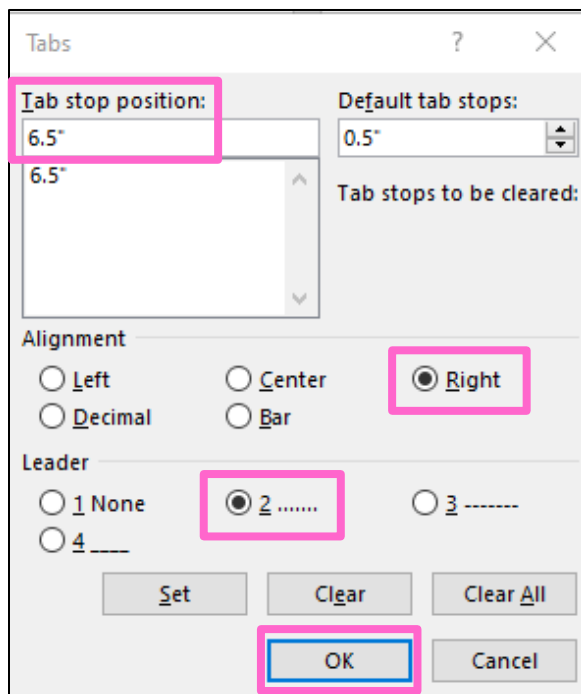 Tabs ? ×
Tab stop position: Default tab stops:
6.5" 0.5"
6.5"
Tab stops to be cleared:
Alignment
Left Center Right
Decimal Bar
Leader
1 None 2 ....... 3 -------
4 ____
Set Clear Clear All
OK Cancel